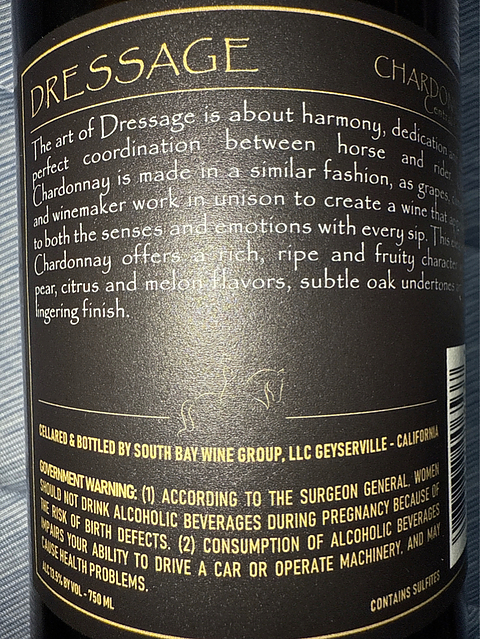 DRESSAGE
The art of Dressage is about harmony, dedication
perfect coordination between horse and rider
Chardonnay is made in a similar fashion, as grapes,
and winemaker work in unison to create a wine that
to both the senses and emotions with every sip. This
Chardonnay offers a rich, ripe and fruity character
pear, citrus and melon flavors, subtle oak undertones
lingering finish.
CELLARED & BOTTLED BY SOUTH BAY WINE GROUP, LLC GEYSERVILLE - CALIFORNIA
GOVERNMENT WARNING: (1) ACCORDING TO THE SURGEON GENERAL, WOMEN
SHOULD NOT DRINK ALCOHOLIC BEVERAGES DURING PREGNANCY BECAUSE OF
THE RISK OF BIRTH DEFECTS. (2) CONSUMPTION OF ALCOHOLIC BEVERAGES
IMPAIRS YOUR ABILITY TO DRIVE A CAR OR OPERATE MACHINERY, AND MAY
CAUSE HEALTH PROBLEMS.
ALC 13.5% BY VOL - 750 ML
CONTAINS SULFITES